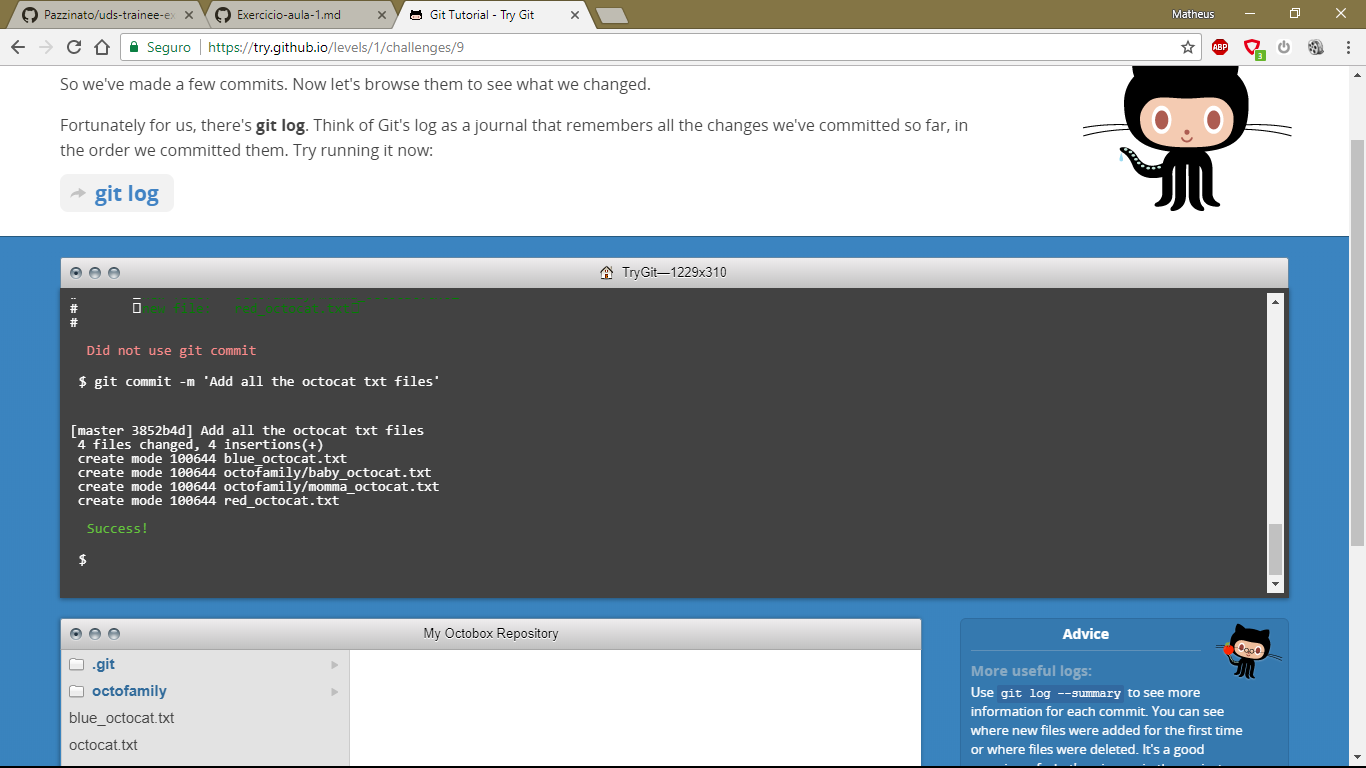 Pazzinato/uds-trainee-ex
Exercicio-aula-1.md
Git Tutorial - Try Git
Matheus
Seguro
https://try.github.io/levels/1/challenges/9
ABP
3
So we've made a few commits. Now let's browse them to see what we changed.
Fortunately for us, there's git log. Think of Git's log as a journal that remembers all the changes we've committed so far, in
the order we committed them. Try running it now:
git log
TryGit—1229x310
# new file: red_octocat.txt
#
Did not use git commit
$ git commit -m 'Add all the octocat txt files'
[master 3852b4d] Add all the octocat txt files
4 files changed, 4 insertions(+)
create mode 100644 blue_octocat.txt
create mode 100644 octofamily/baby_octocat.txt
create mode 100644 octofamily/momma_octocat.txt
create mode 100644 red_octocat.txt
Success!
$
My Octobox Repository
.git
octofamily
blue_octocat.txt
octocat.txt
Advice
More useful logs:
Use git log --summary to see more
information for each commit. You can see
where new files were added for the first time
or where files were deleted. It's a good